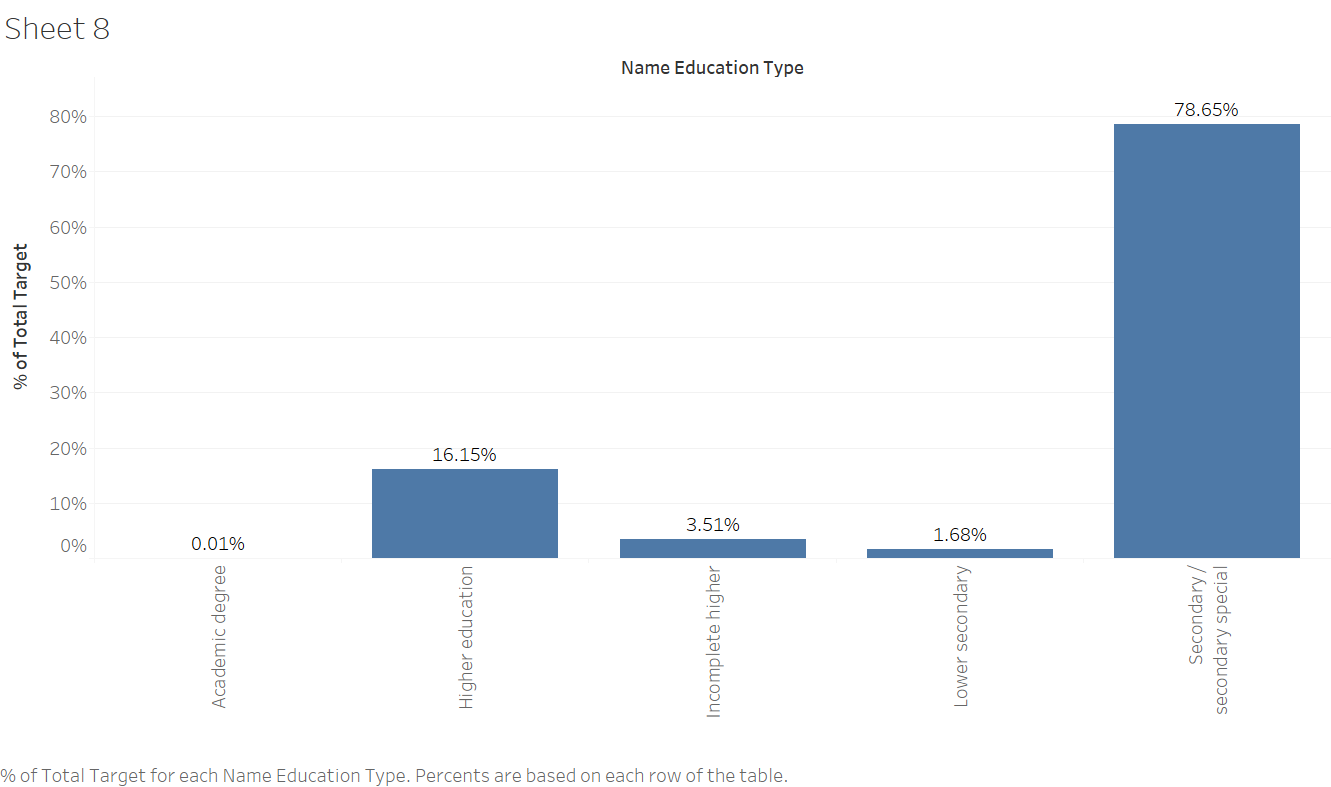 Sheet 8
Name Education Type
% of Total Target
80%
70%
60%
50%
40%
30%
20%
10%
0%
0.01%
16.15%
3.51%
1.68%
78.65%
Academic degree
Higher education
Incomplete higher
Lower secondary
Secondary /
secondary special
% of Total Target for each Name Education Type. Percents are based on each row of the table.